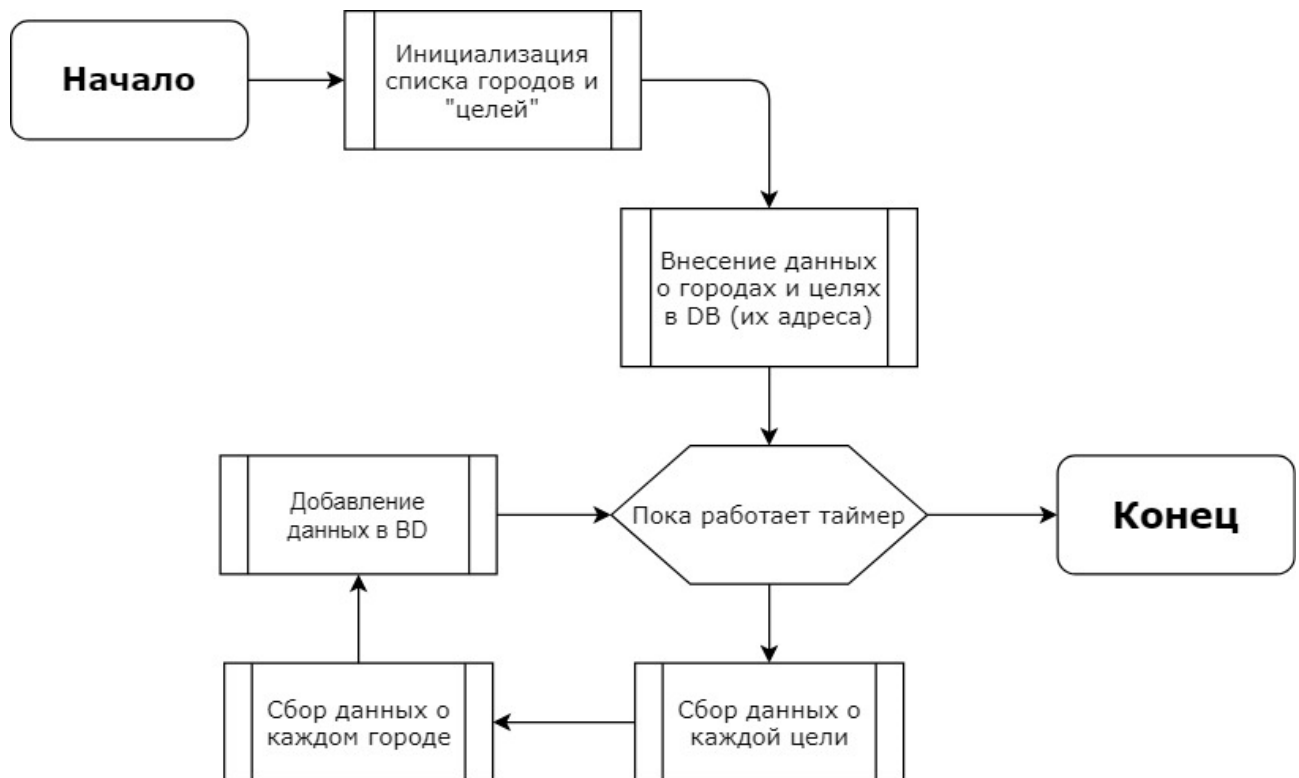 Начало
Инициализация
списка городов и
"целей"
Внесение данных
о городах и целях
в DB (их адреса)
Пока работает таймер
Конец
Сбор данных о
каждой цели
Сбор данных о
каждом городе
Добавление
данных в BD